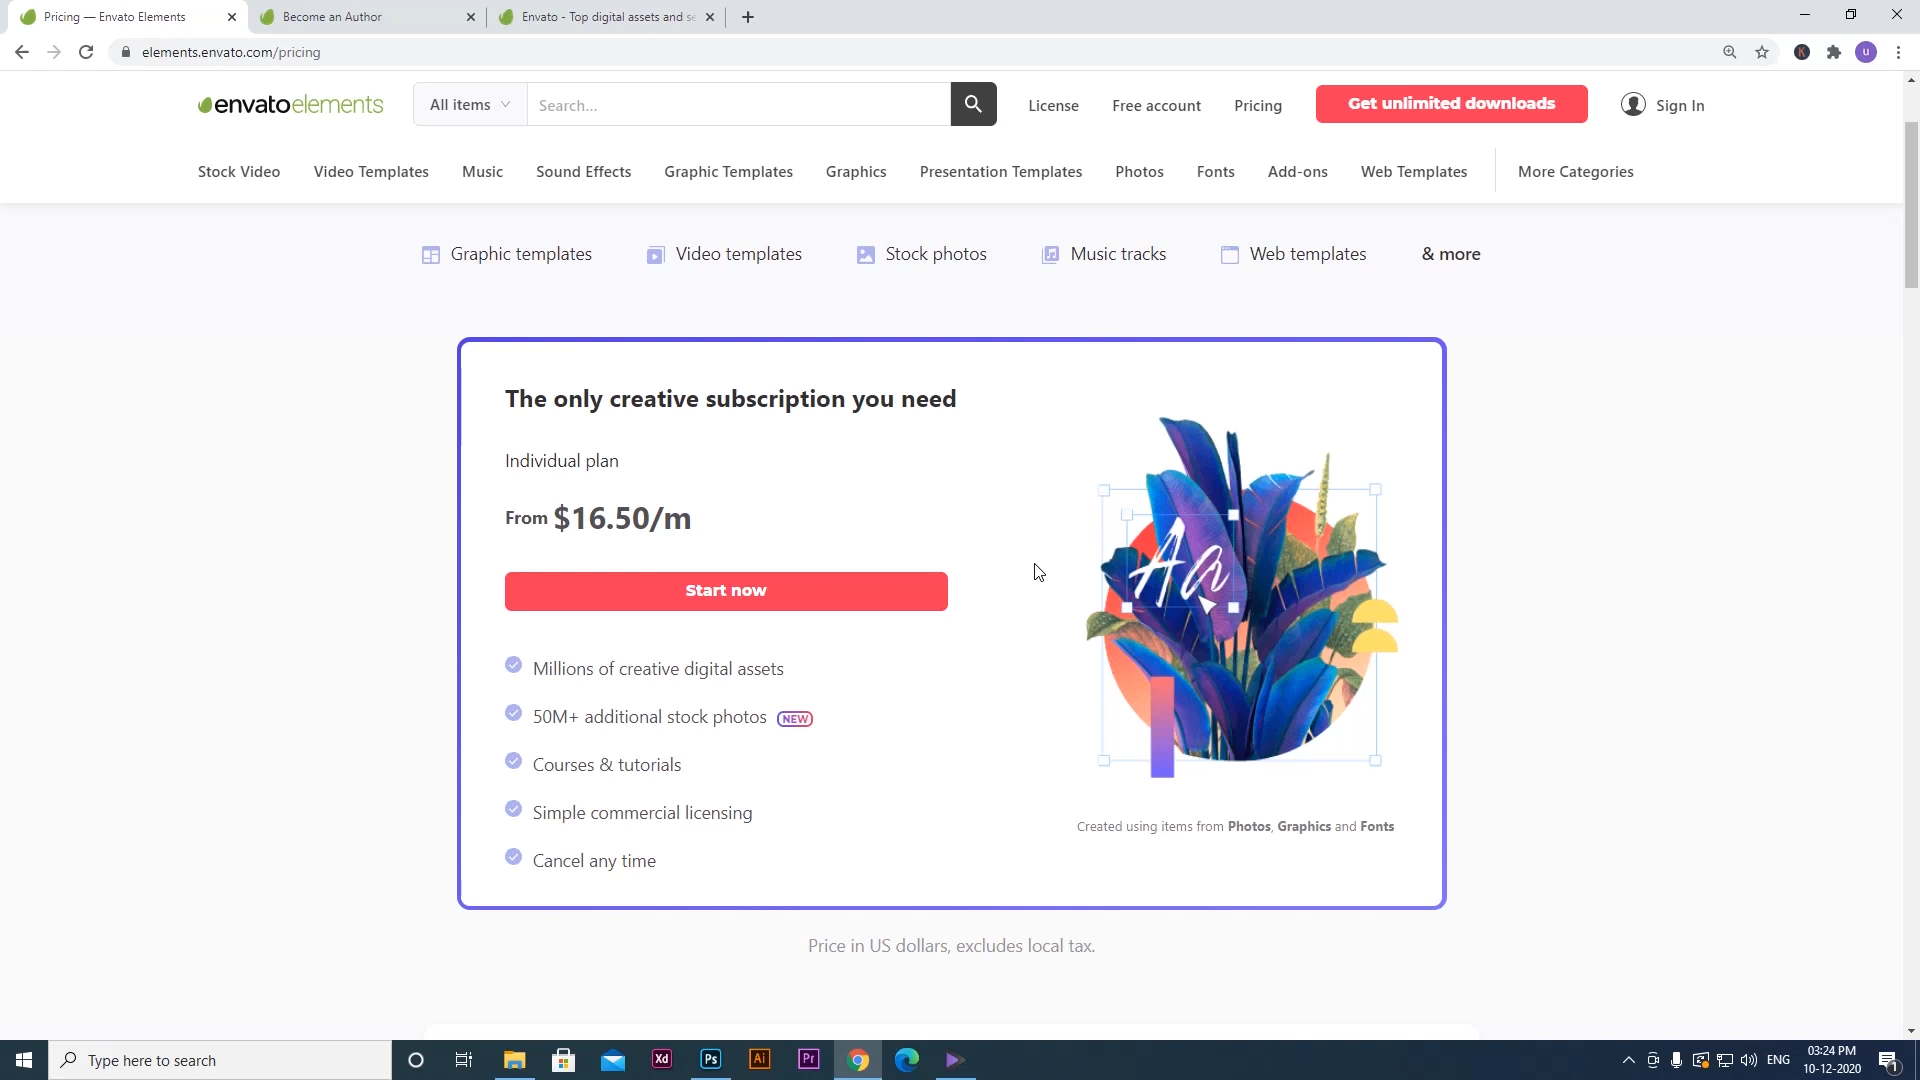 Pricing — Envato Elements
Become an Author
Envato - Top digital assets and se
elements.envato.com/pricing
K
u
envatoelements
All items
Search...
License
Free account
Pricing
Get unlimited downloads
Sign In
Stock Video
Video Templates
Music
Sound Effects
Graphic Templates
Graphics
Presentation Templates
Photos
Fonts
Add-ons
Web Templates
More Categories
Graphic templates
Video templates
Stock photos
Music tracks
Web templates
& more
The only creative subscription you need
Individual plan
From $16.50/m
Start now
Millions of creative digital assets
50M+ additional stock photos NEW
Courses & tutorials
Simple commercial licensing
Cancel any time
Aa
Created using items from Photos, Graphics and Fonts
Price in US dollars, excludes local tax.
Type here to search
Xd
Ps
Ai
Pr
ENG
03:24 PM
10-12-2020
1